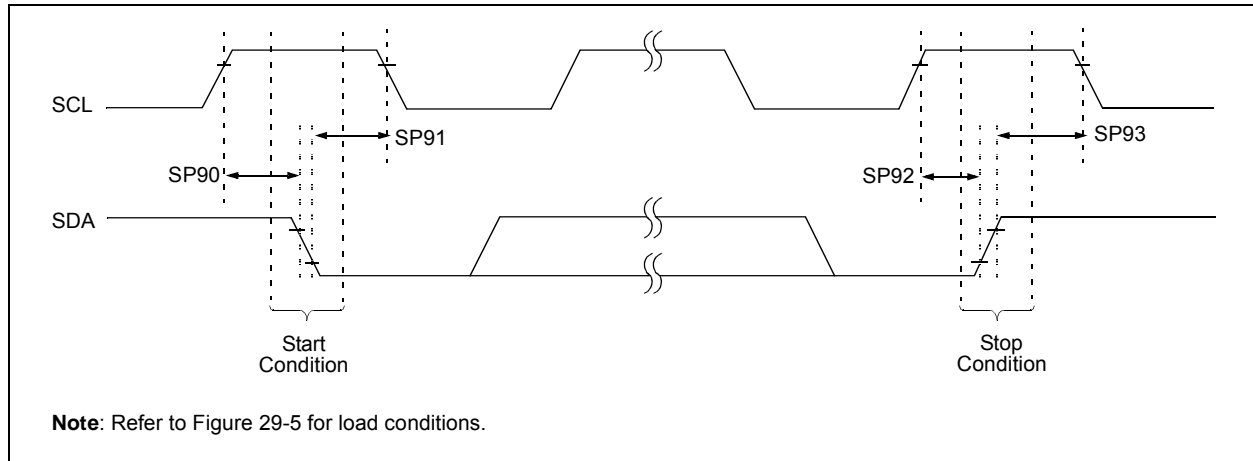 SCL
SP91
SP93
SP90
SP92
SDA
Start
Condition
Stop
Condition
Note: Refer to Figure 29-5 for load conditions.